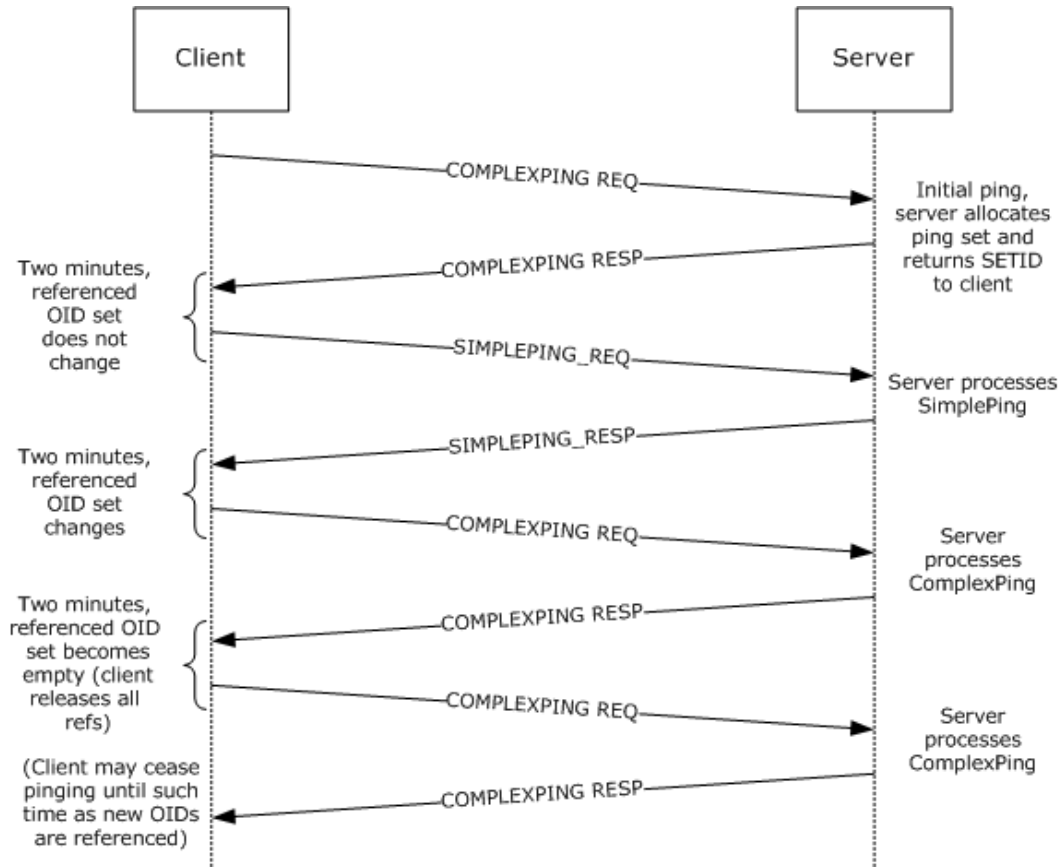 Client
Server
COMPLEXPING REQ
Initial ping,
server allocates
ping set and
returns SETID
to client
COMPLEXPING RESP
Two minutes,
referenced
OID set
does not
change
SIMPLEPING_REQ
Server processes
SimplePing
SIMPLEPING_RESP
Two minutes,
referenced
OID set
changes
COMPLEXPING REQ
Server
processes
ComplexPing
COMPLEXPING RESP
Two minutes,
referenced OID
set becomes
empty (client
releases all
refs)
COMPLEXPING REQ
Server
processes
ComplexPing
COMPLEXPING RESP
(Client may cease
pinging until such
time as new OIDs
are referenced)